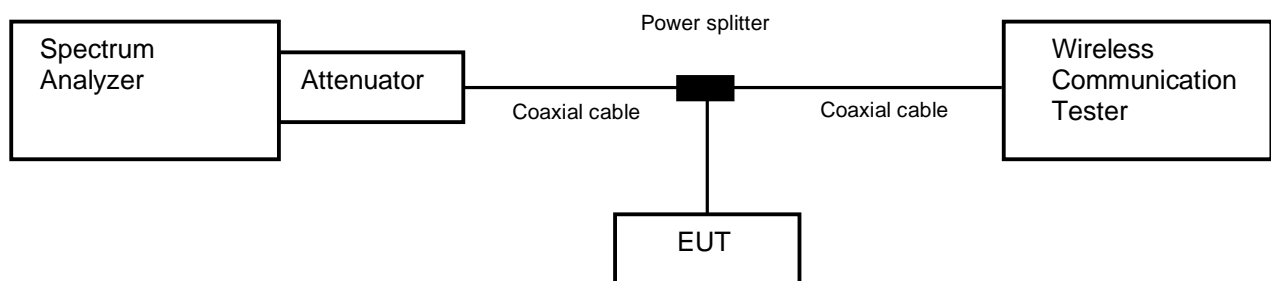 Power splitter
Spectrum
Analyzer
Attenuator
Coaxial cable
Coaxial cable
Wireless
Communication
Tester
EUT